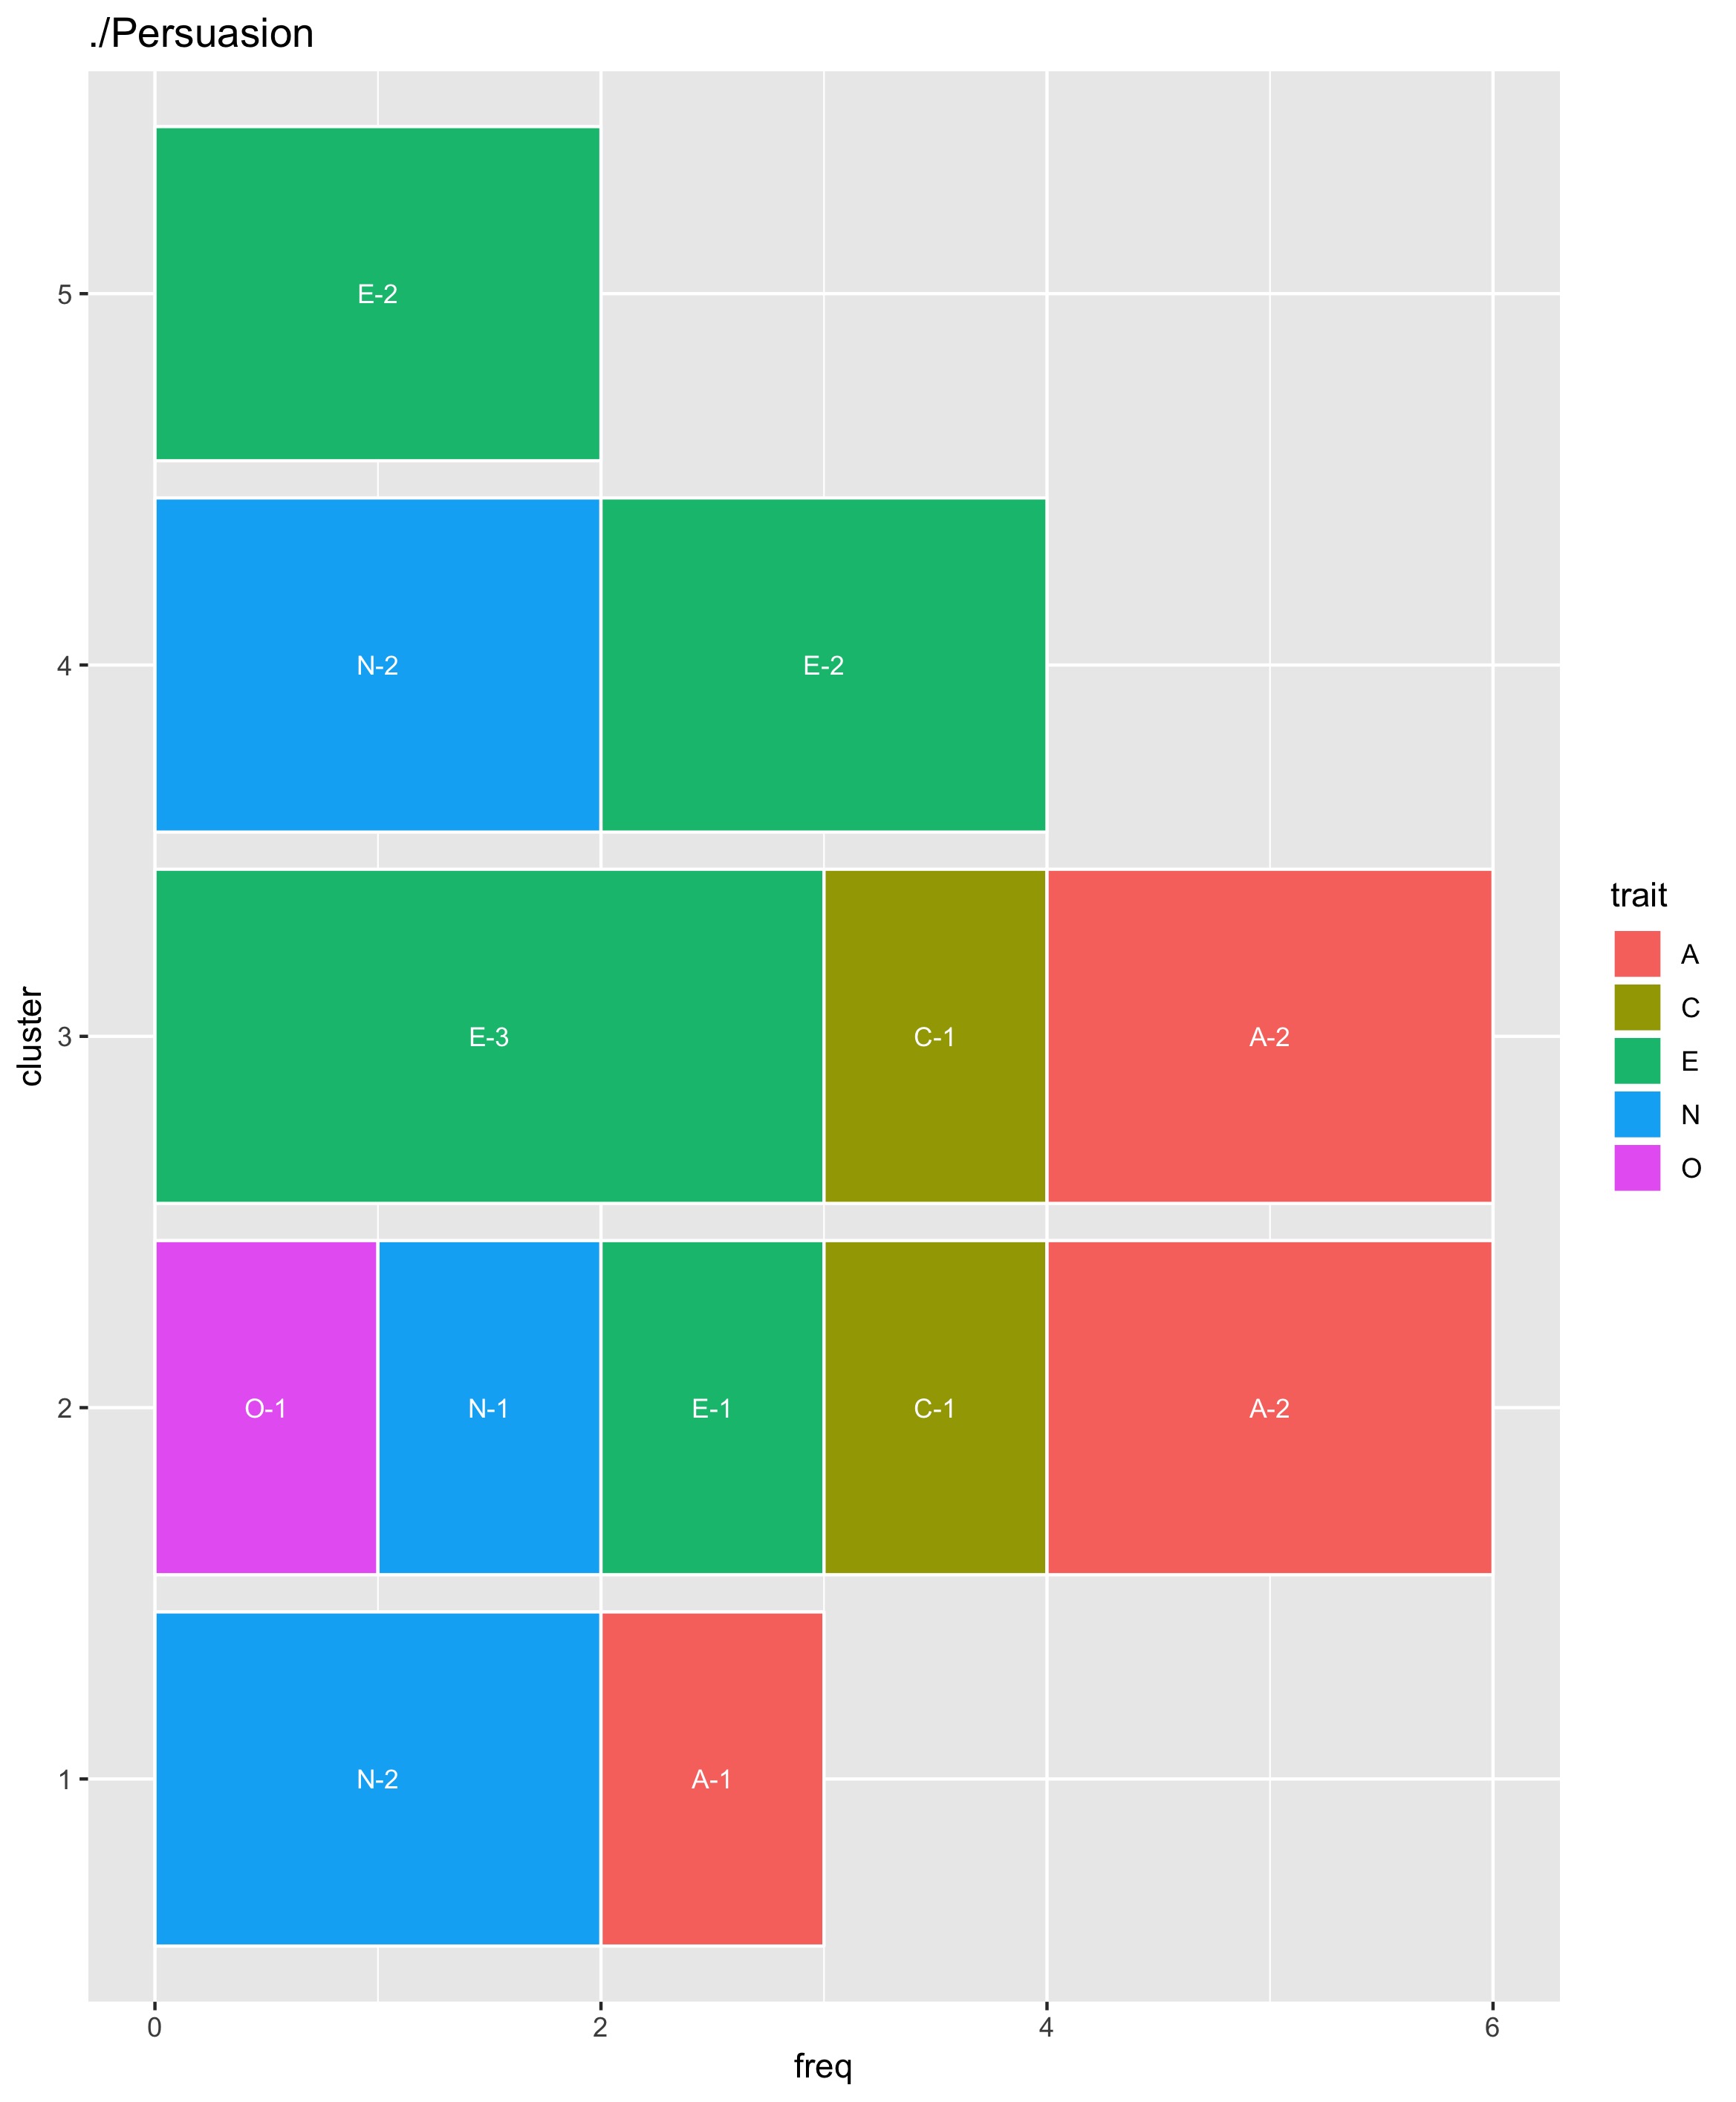 ./Persuasion
5
E-2
4
N-2
E-2
3
E-3
C-1
A-2
2
O-1
N-1
E-1
C-1
A-2
1
N-2
A-1
0
2
4
6
freq
cluster
trait
A
C
E
N
O